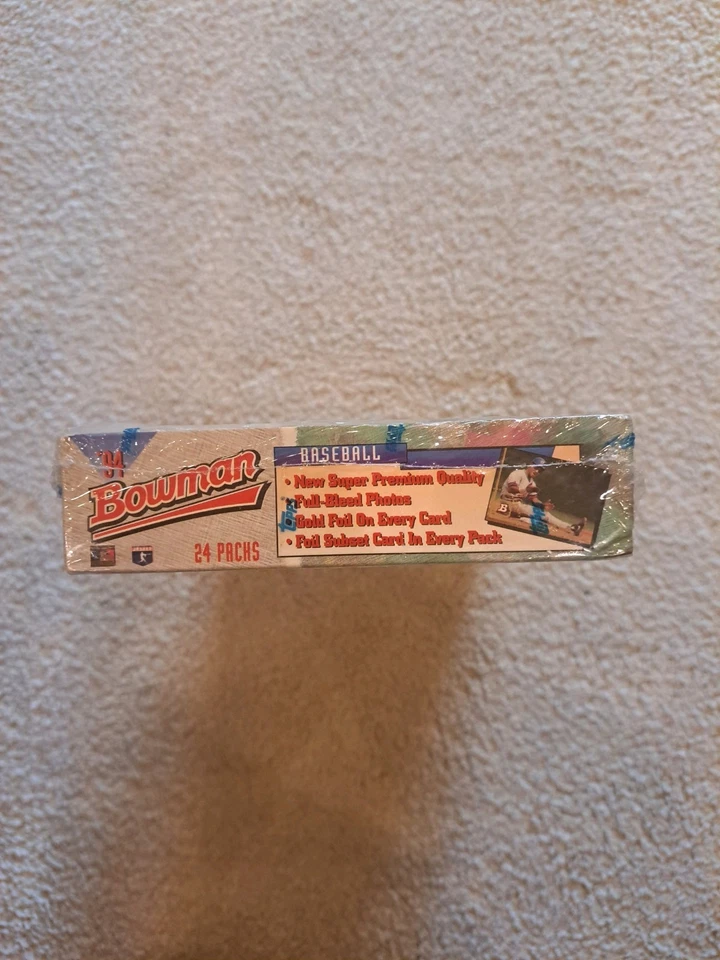 '94
Bowman
24 PACKS
BASEBALL
• New Super Premium Quality
• Full-Bleed Photos
• Gold Foil On Every Card
• Foil Subset Card In Every Pack
TOPPS
B